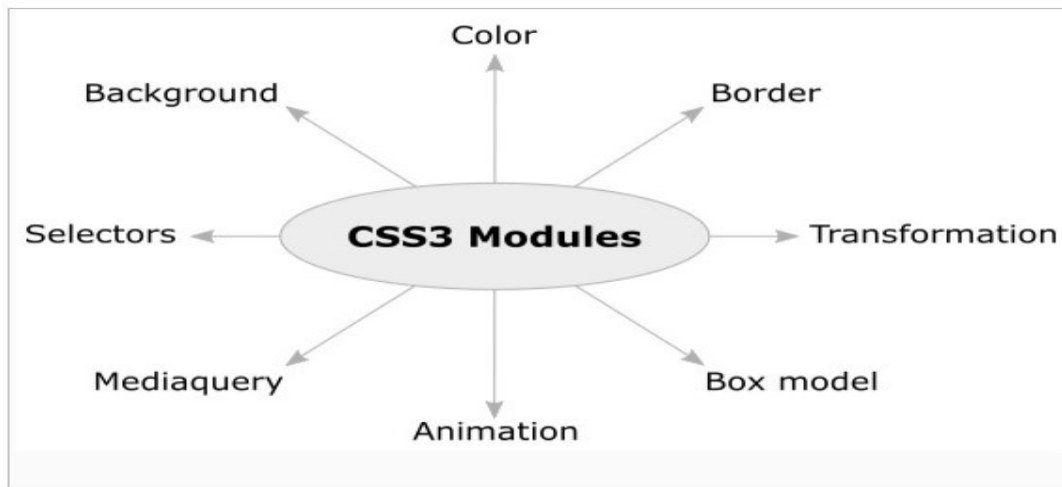 Color
Background
Border
Selectors
CSS3 Modules
Transformation
Mediaquery
Box model
Animation